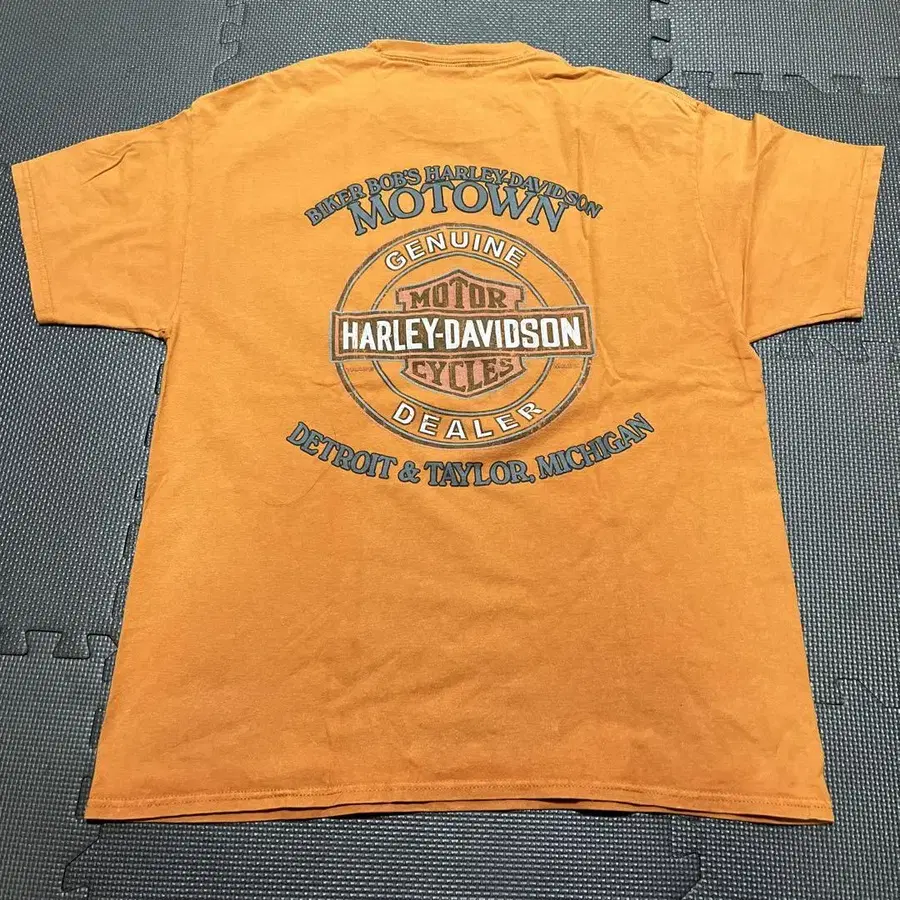 BIKER BOB'S HARLEY-DAVIDSON
MOTOWN
GENUINE
MOTOR
HARLEY-DAVIDSON
CYCLES
DEALER
DETROIT & TAYLOR, MICHIGAN